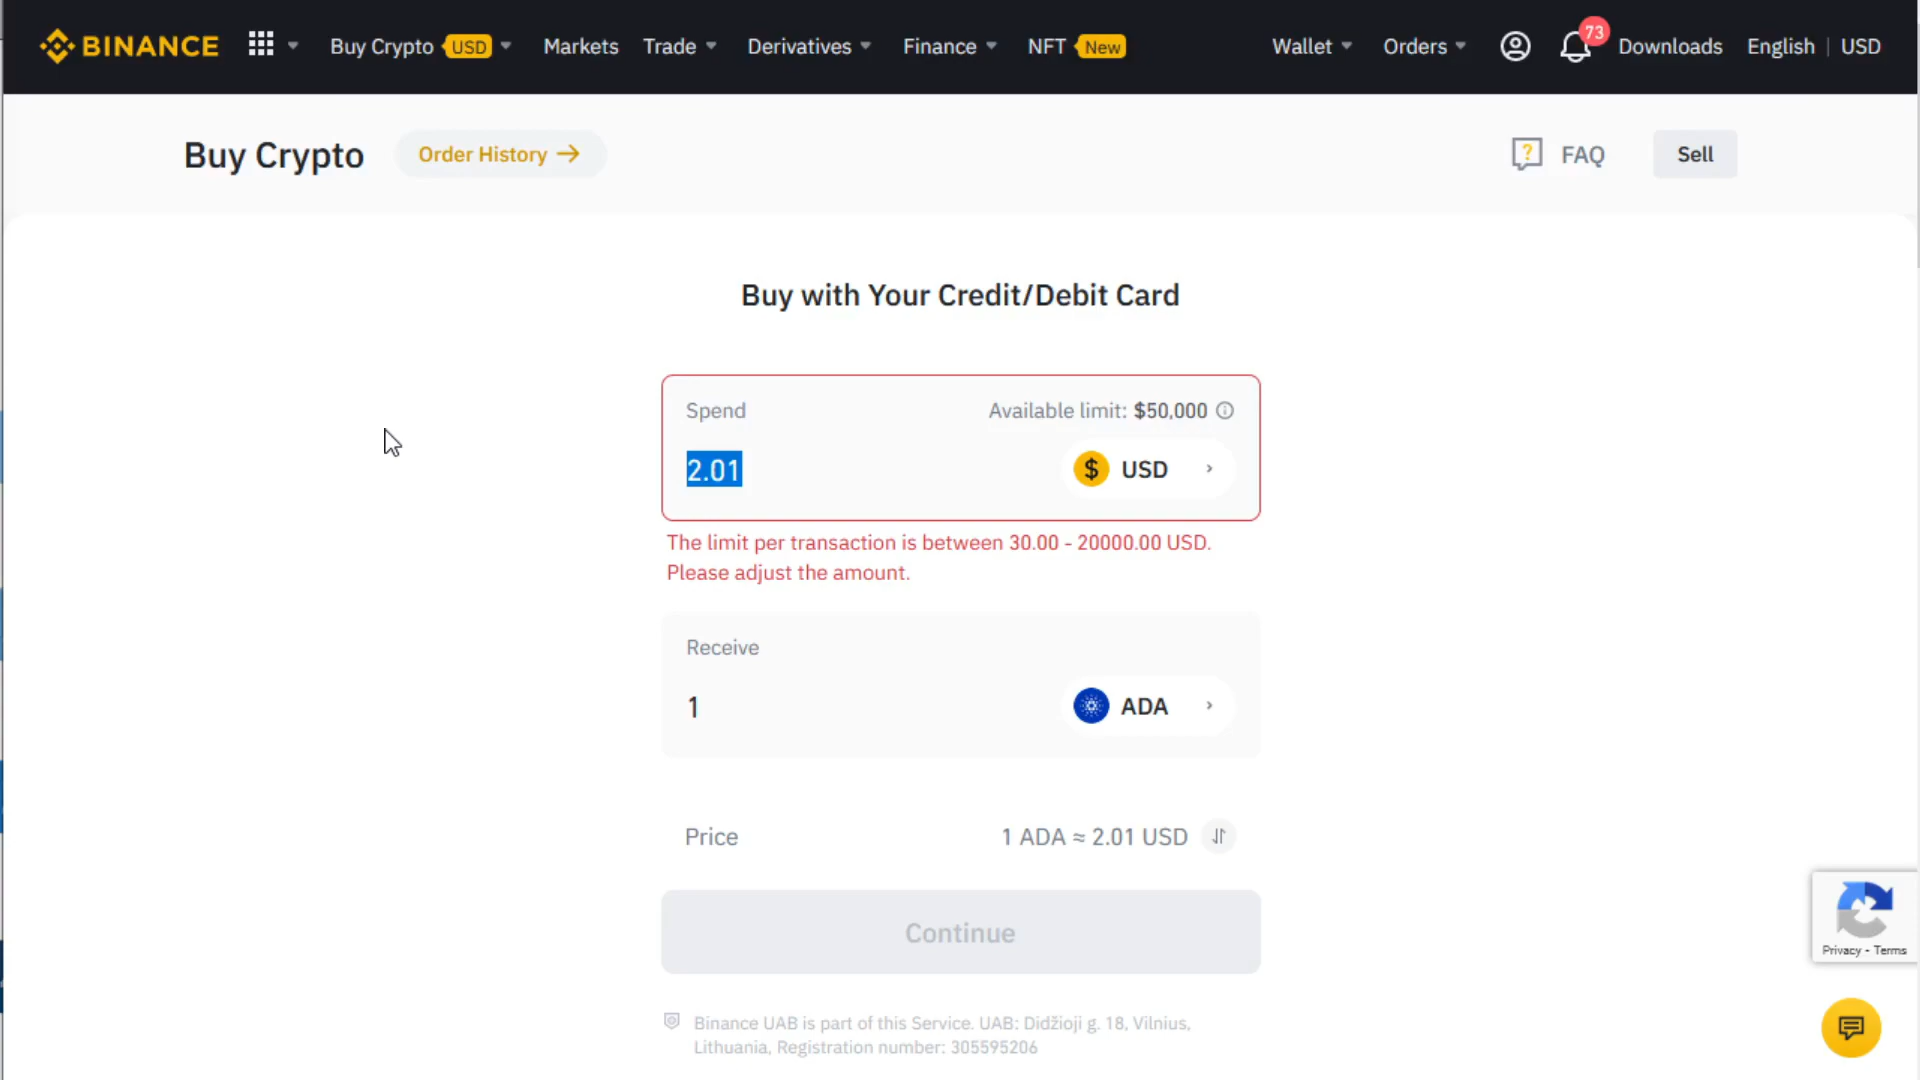 BINANCE Buy Crypto USD Markets Trade Derivatives Finance NFT New Wallet Orders 73 Downloads English | USD
Buy Crypto Order History → ? FAQ Sell
Buy with Your Credit/Debit Card
Spend Available limit: $50,000
2.01 $ USD >
The limit per transaction is between 30.00 - 20000.00 USD.
Please adjust the amount.
Receive
1 ADA >
Price 1 ADA ≈ 2.01 USD
Continue
Privacy - Terms
Binance UAB is part of this Service. UAB: Didžioji g. 18, Vilnius,
Lithuania, Registration number: 305595206